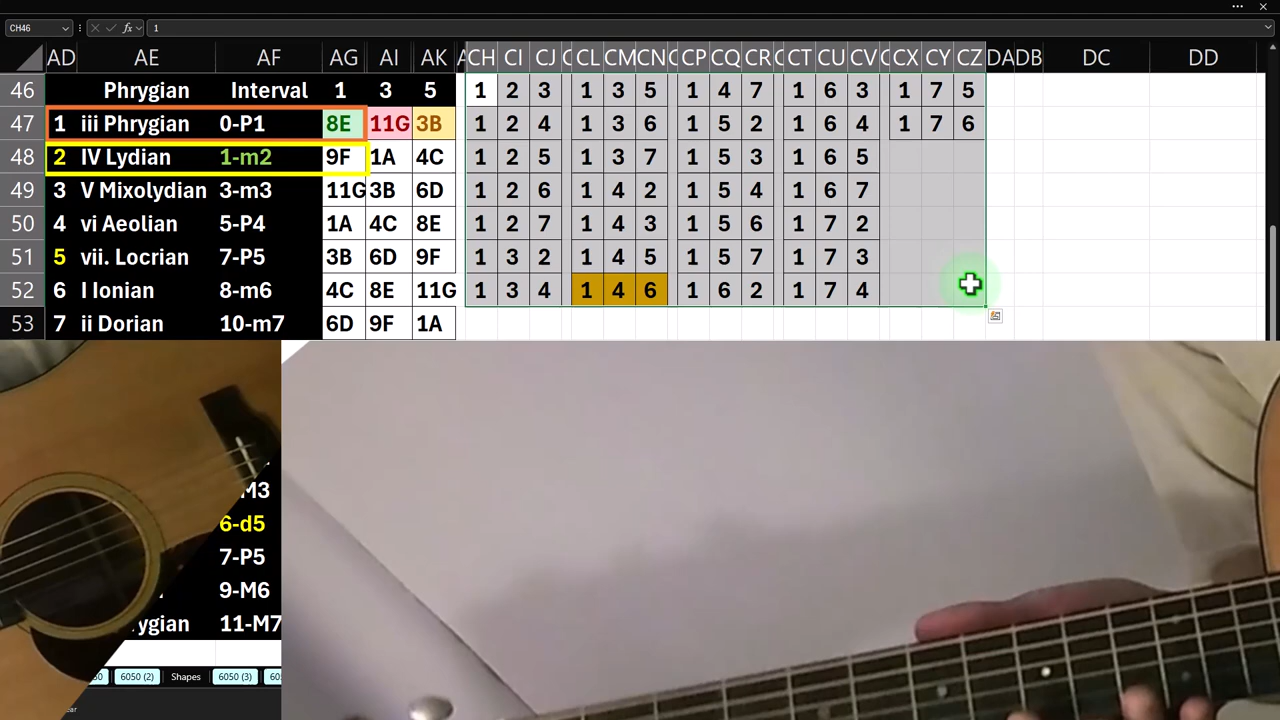 CH46 fx 1
AD AE AF AG AI AK CH CI CJ CL CM CN CP CQ CR CT CU CV CX CY CZ DA DB DC DD
46 Phrygian Interval 1 3 5 1 2 3 1 3 5 1 4 7 1 6 3 1 7 5
47 1 iii Phrygian 0-P1 8E 11G 3B 1 2 4 1 3 6 1 5 2 1 6 4 1 7 6
48 2 IV Lydian 1-m2 9F 1A 4C 1 2 5 1 3 7 1 5 3 1 6 5
49 3 V Mixolydian 3-m3 11G 3B 6D 1 2 6 1 4 2 1 5 4 1 6 7
50 4 vi Aeolian 5-P4 1A 4C 8E 1 2 7 1 4 3 1 5 6 1 7 2
51 5 vii. Locrian 7-P5 3B 6D 9F 1 3 2 1 4 5 1 5 7 1 7 3
52 6 I Ionian 8-m6 4C 8E 11G 1 3 4 1 4 6 1 6 2 1 7 4
53 7 ii Dorian 10-m7 6D 9F 1A
M3
6-d5
7-P5
9-M6
ygian 11-M7
6050 (2) Shapes 6050 (3)